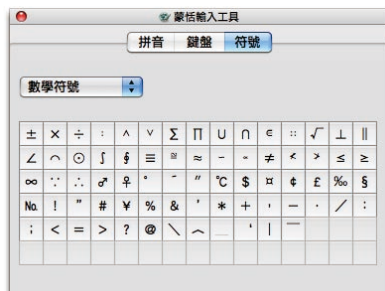 蒙恬輸入工具
拼音 鍵盤 符號
數學符號
± × ÷ : ∧ ∨ Σ Π ∪ ∩ ∈ :: √ ⊥ ∥
∠ ⌒ ⊙ ∫ ∮ ≡ ≌ ≈ ∽ ∝ ≠ ≮ ≯ ≤ ≥
∞ ∵ ∴ ♂ ♀ ° ′ ″ ℃ $ ¤ ¢ £ ‰ §
No. ! " # ¥ % & ' * + , − . / :
; < = > ? @ \ ︿ _ ‘ | ‾